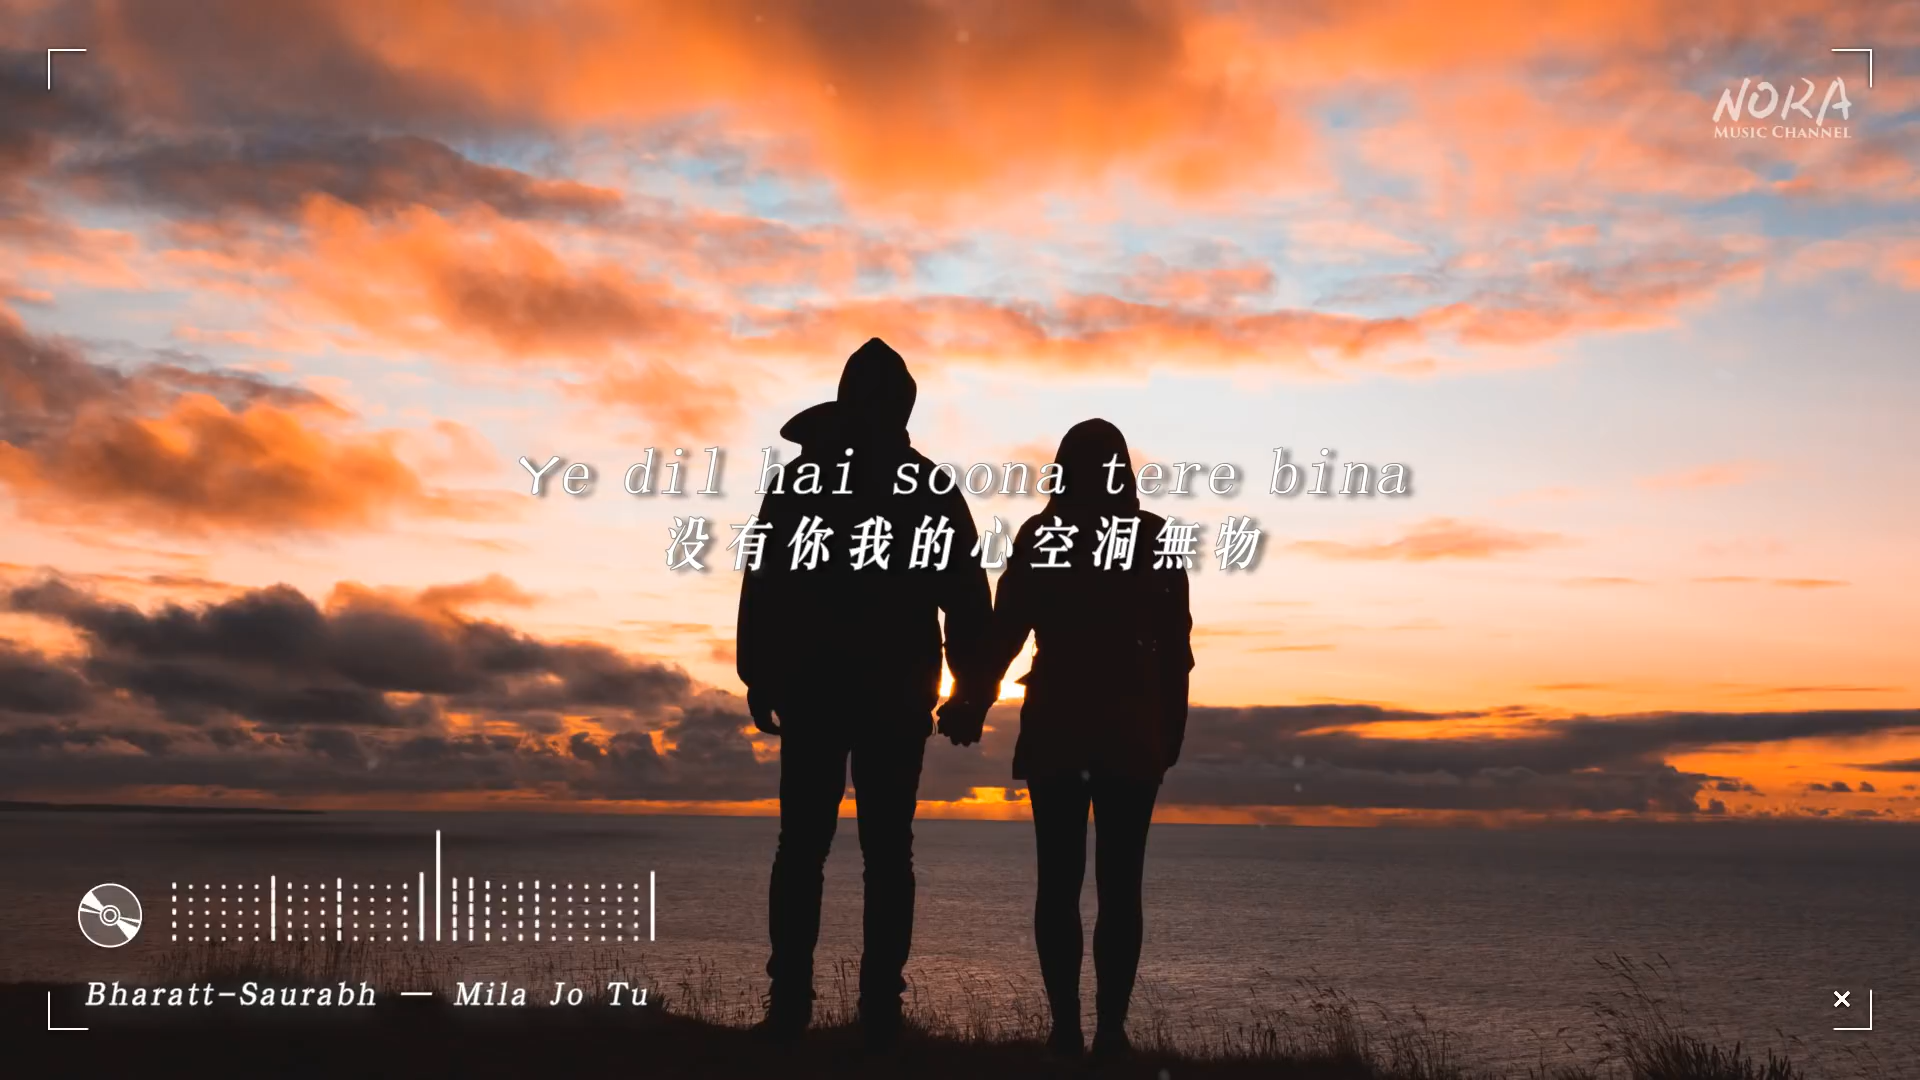 NORA
MUSIC CHANNEL
Ye dil hai soona tere bina
没有你我的心空洞無物
Bharatt-Saurabh — Mila Jo Tu